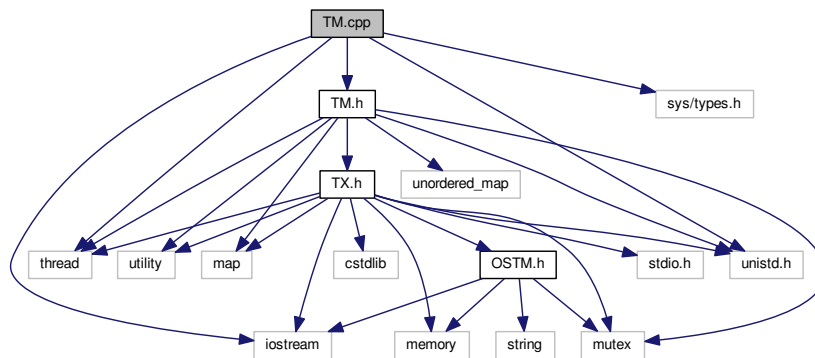 TM.cpp
TM.h
sys/types.h
TX.h
unordered_map
thread
utility
map
cstdlib
OSTM.h
stdio.h
unistd.h
iostream
memory
string
mutex